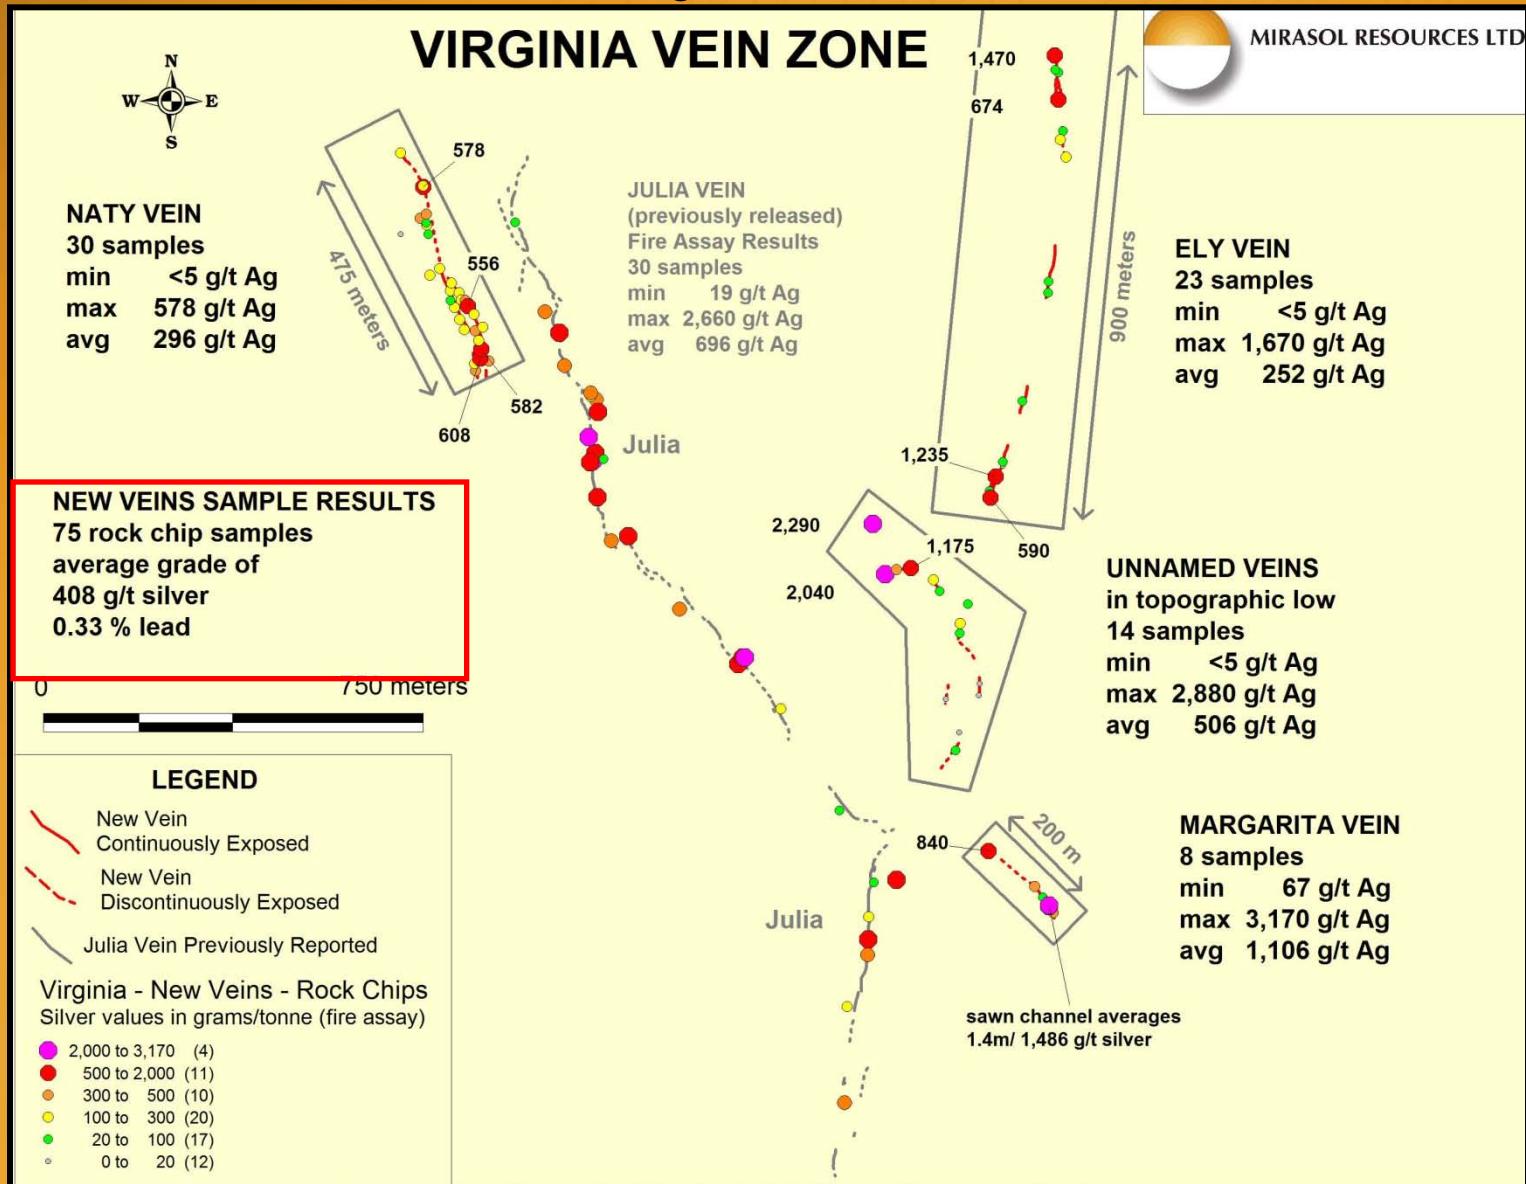 VIRGINIA VEIN ZONE
MIRASOL RESOURCES LTD
N
W
E
S
578
556
582
608
475 meters
NATY VEIN
30 samples
min <5 g/t Ag
max 578 g/t Ag
avg 296 g/t Ag
JULIA VEIN
(previously released)
Fire Assay Results
30 samples
min 19 g/t Ag
max 2,660 g/t Ag
avg 696 g/t Ag
1,470
674
900 meters
1,235
590
ELY VEIN
23 samples
min <5 g/t Ag
max 1,670 g/t Ag
avg 252 g/t Ag
Julia
NEW VEINS SAMPLE RESULTS
75 rock chip samples
average grade of
408 g/t silver
0.33 % lead
0 750 meters
2,290
1,175
2,040
UNNAMED VEINS
in topographic low
14 samples
min <5 g/t Ag
max 2,880 g/t Ag
avg 506 g/t Ag
LEGEND
New Vein
Continuously Exposed
New Vein
Discontinuously Exposed
Julia Vein Previously Reported
Virginia - New Veins - Rock Chips
Silver values in grams/tonne (fire assay)
2,000 to 3,170 (4)
500 to 2,000 (11)
300 to 500 (10)
100 to 300 (20)
20 to 100 (17)
0 to 20 (12)
Julia
840
200 m
MARGARITA VEIN
8 samples
min 67 g/t Ag
max 3,170 g/t Ag
avg 1,106 g/t Ag
sawn channel averages
1.4m/ 1,486 g/t silver